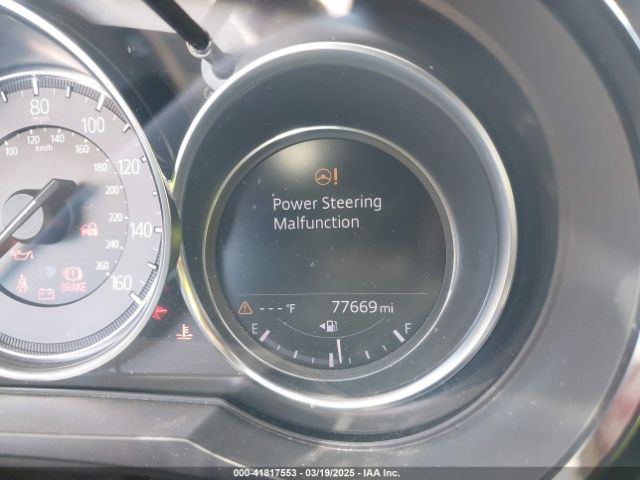 80
mph
100
120
140
160
100
120
140
km/h
160
180
200
220
240
260
BRAKE
Power Steering
Malfunction
--- °F
77669 mi
E
F
000-41817553 — 03/19/2025 — IAA Inc.